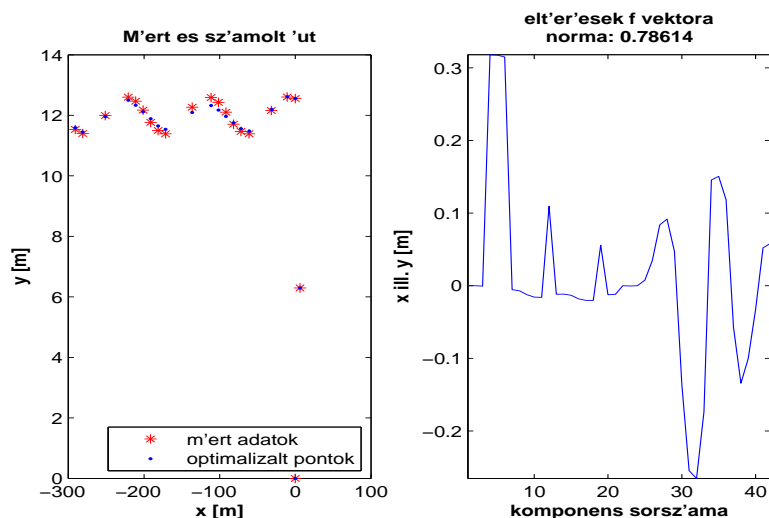 M'ert es sz'amolt 'ut
14
12
10
8
6
4
2
0
y [m]
−300
−200
−100
0
100
x [m]
m'ert adatok
optimalizalt pontok
elt'er'esek f vektora
norma: 0.78614
0.3
0.2
0.1
0
−0.1
−0.2
x ill. y [m]
10
20
30
40
komponens sorsz'ama